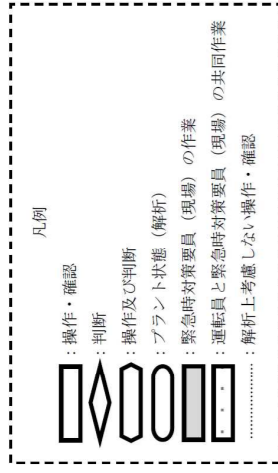 凡例
：操作・確認
：判断
：操作及び判断
：プラント状態（解析）
：緊急時対策要員（現場）の作業
：運転員と緊急時対策要員（現場）の共同作業
：解析上考慮しない操作・確認